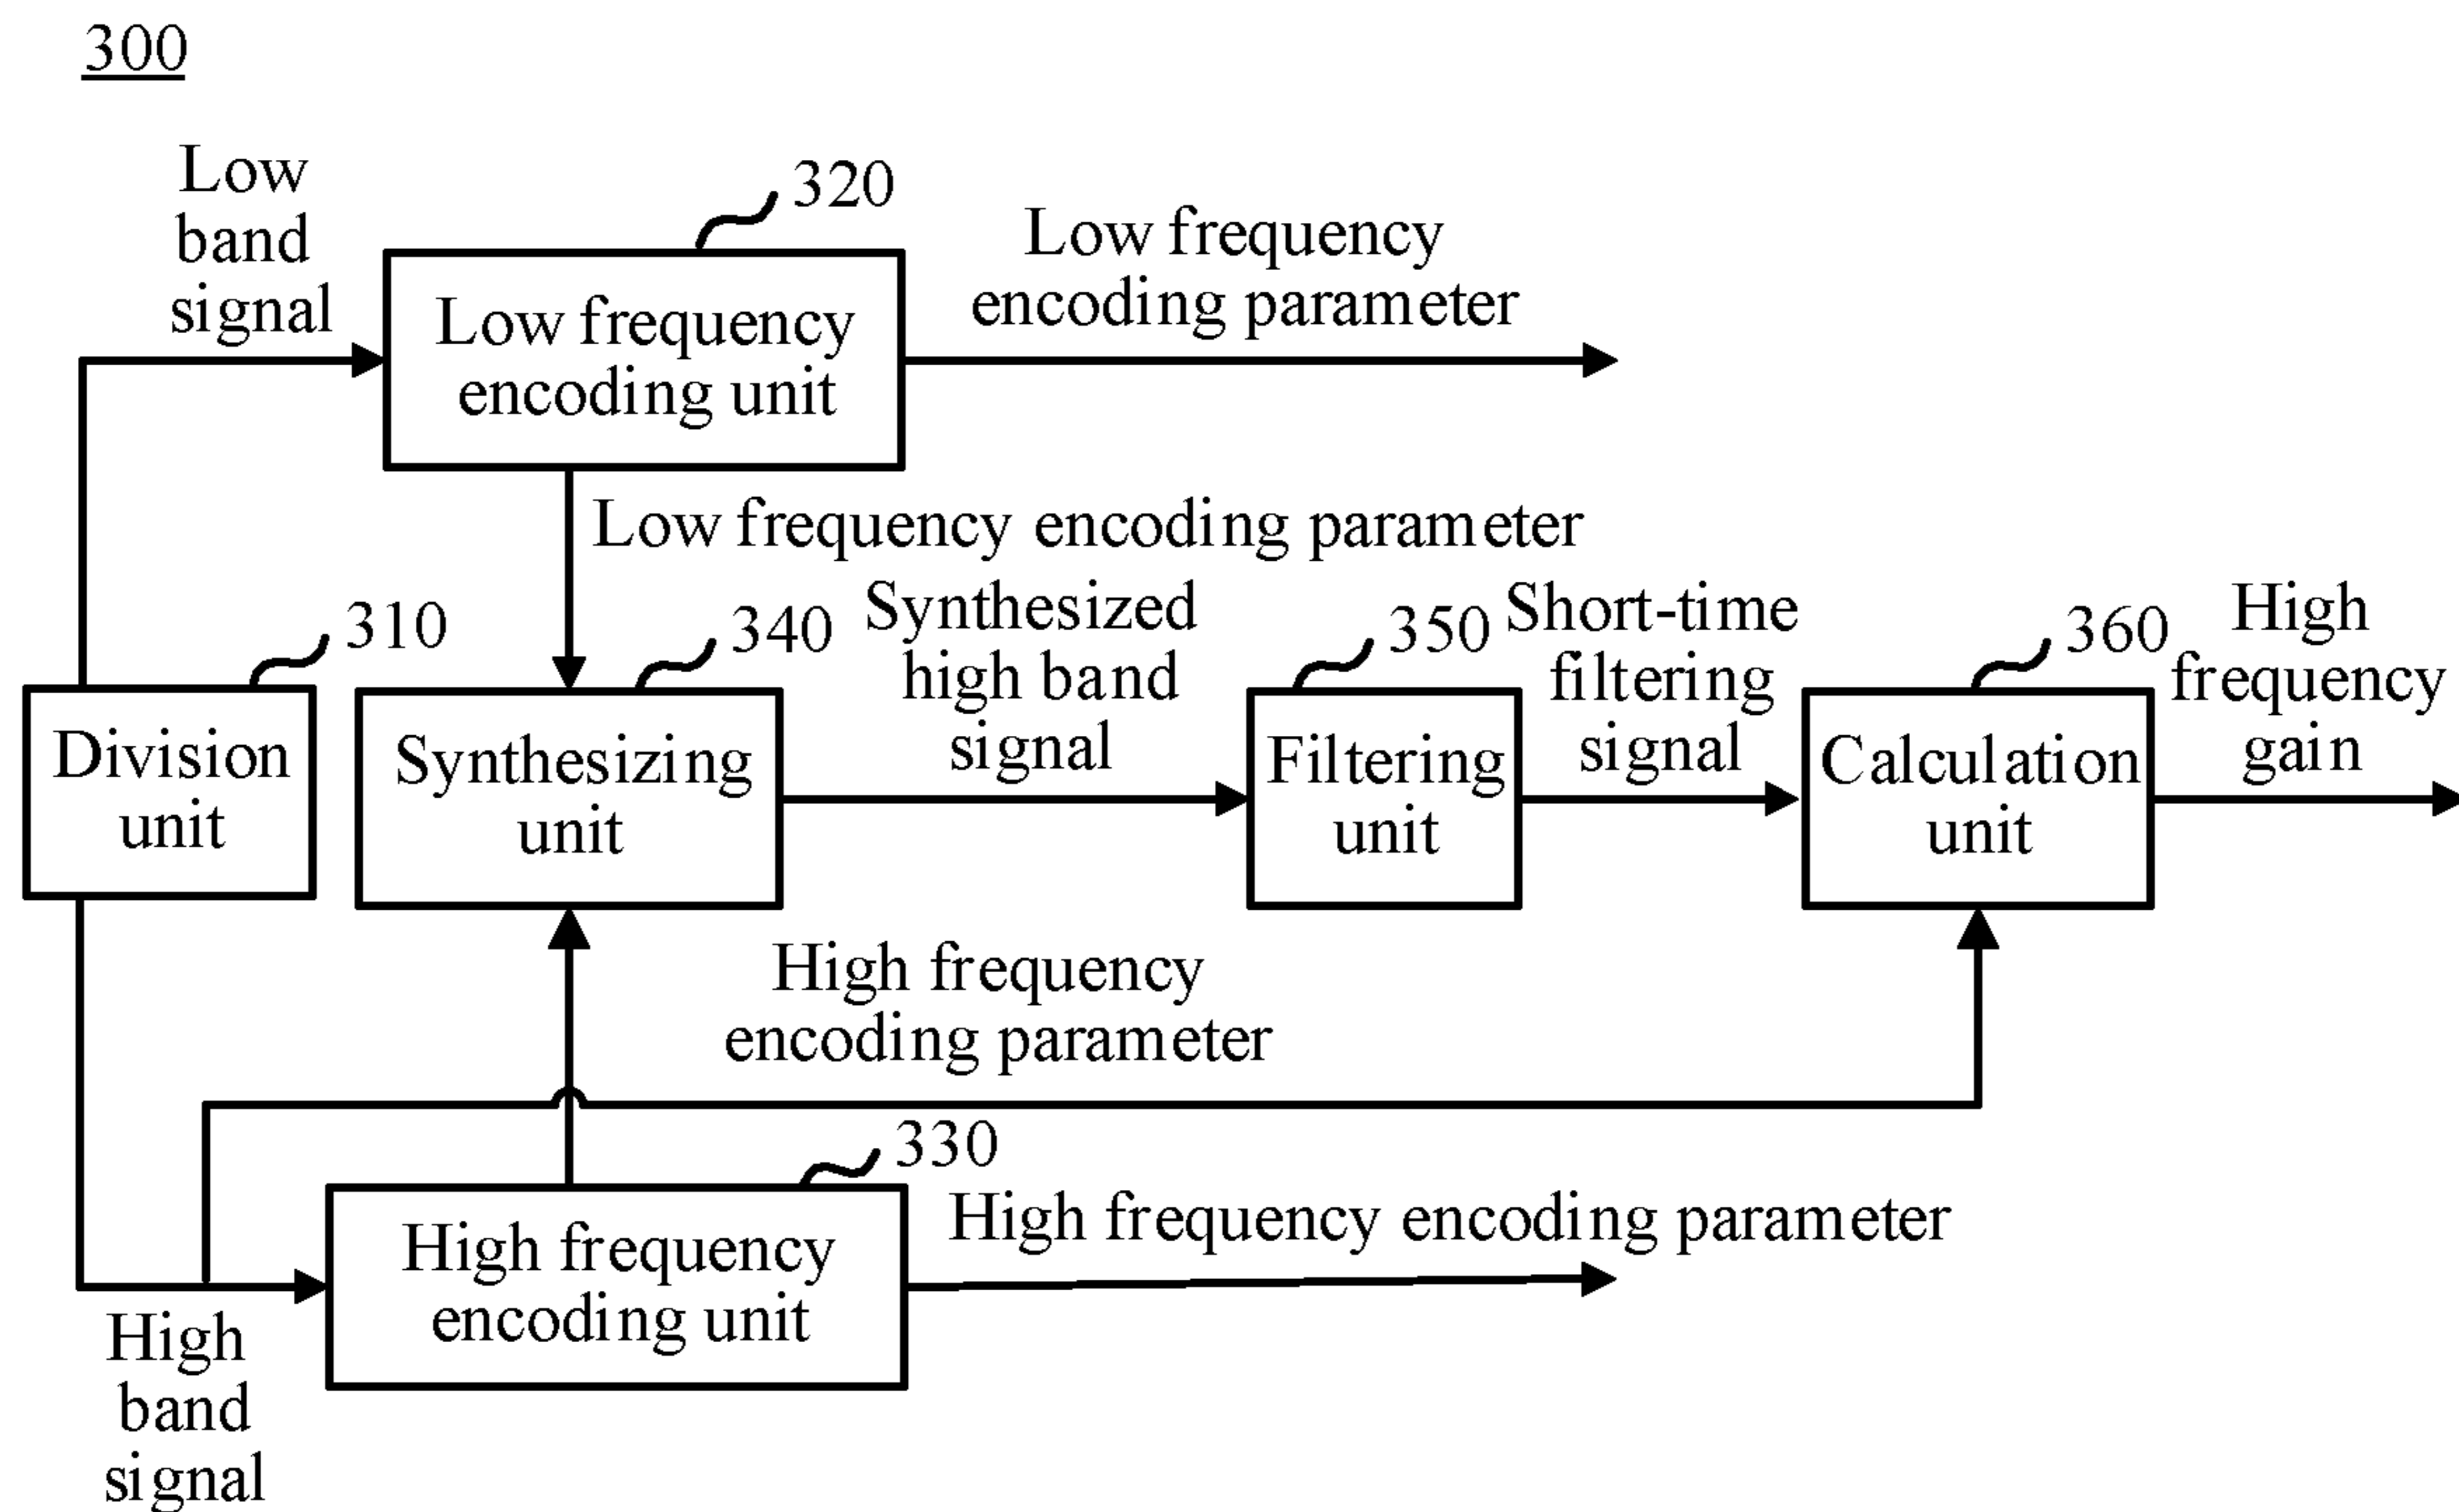 300
Low
band
signal
320
Low frequency
encoding parameter
Low frequency
encoding unit
Low frequency encoding parameter
310
340
Synthesized
high band
signal
350
Short-time
filtering
signal
360
High
frequency
gain
Division
unit
Synthesizing
unit
Filtering
unit
Calculation
unit
High frequency
encoding parameter
330
High frequency
encoding unit
High frequency encoding parameter
High
band
signal